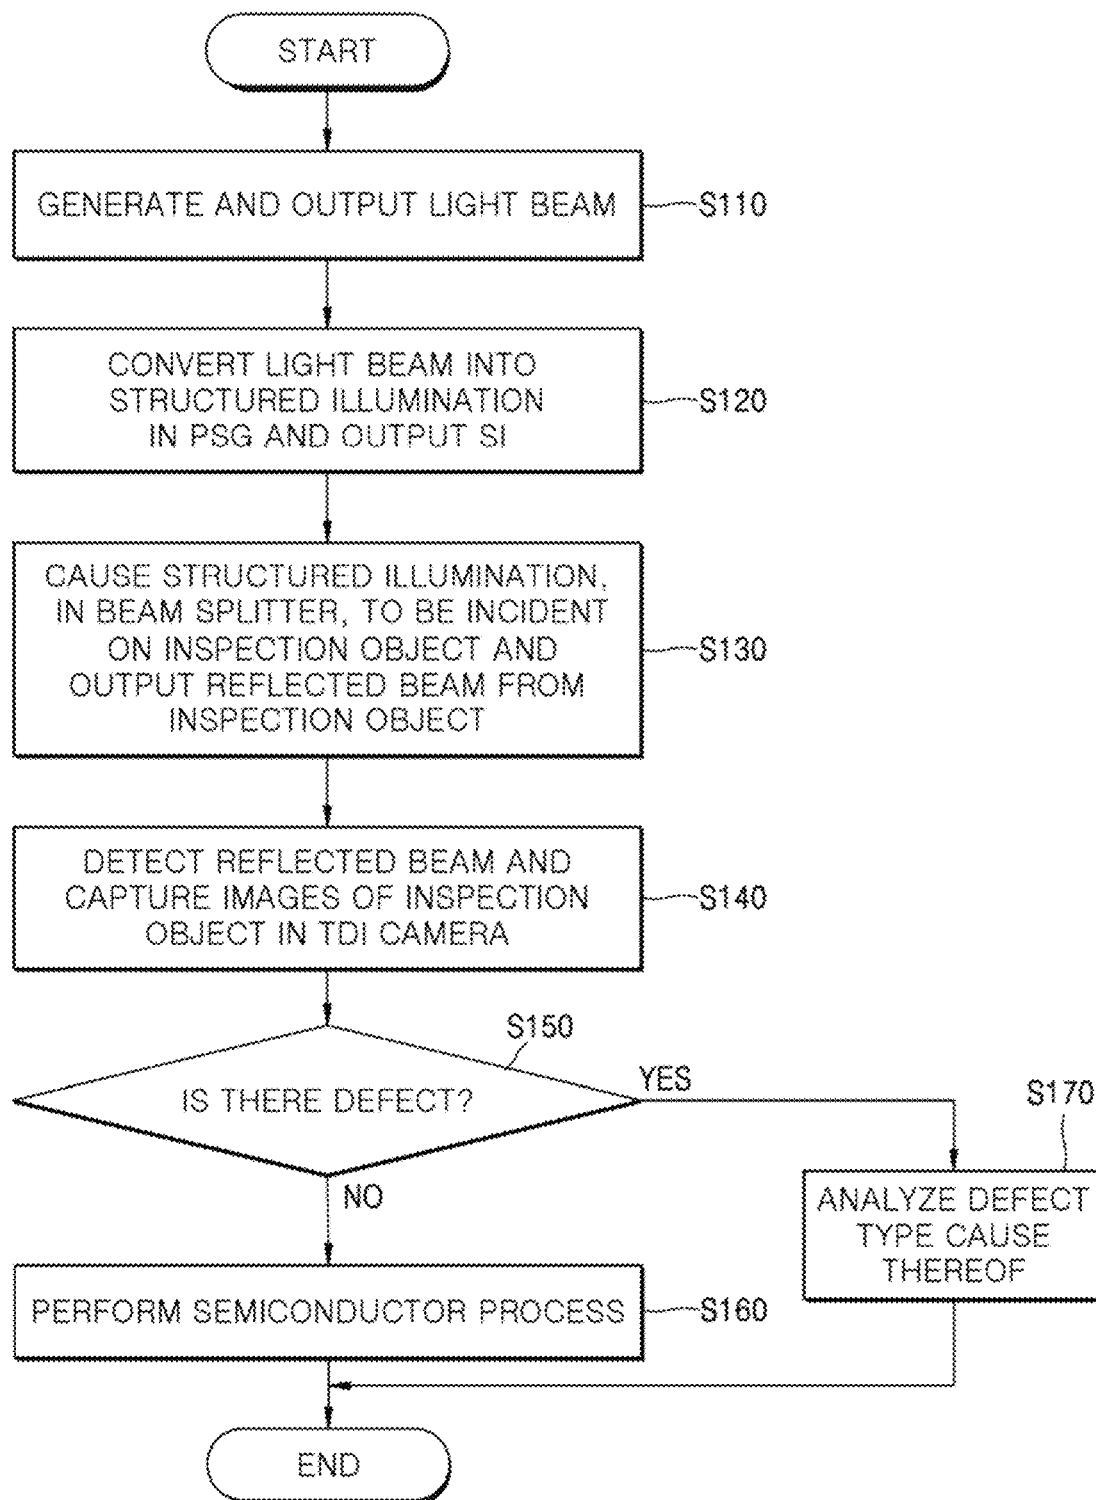 START
GENERATE AND OUTPUT LIGHT BEAM
S110
CONVERT LIGHT BEAM INTO
STRUCTURED ILLUMINATION
IN PSG AND OUTPUT SI
S120
CAUSE STRUCTURED ILLUMINATION,
IN BEAM SPLITTER, TO BE INCIDENT
ON INSPECTION OBJECT AND
OUTPUT REFLECTED BEAM FROM
INSPECTION OBJECT
S130
DETECT REFLECTED BEAM AND
CAPTURE IMAGES OF INSPECTION
OBJECT IN TDI CAMERA
S140
S150
IS THERE DEFECT?
YES
NO
S170
ANALYZE DEFECT
TYPE CAUSE
THEREOF
PERFORM SEMICONDUCTOR PROCESS
S160
END